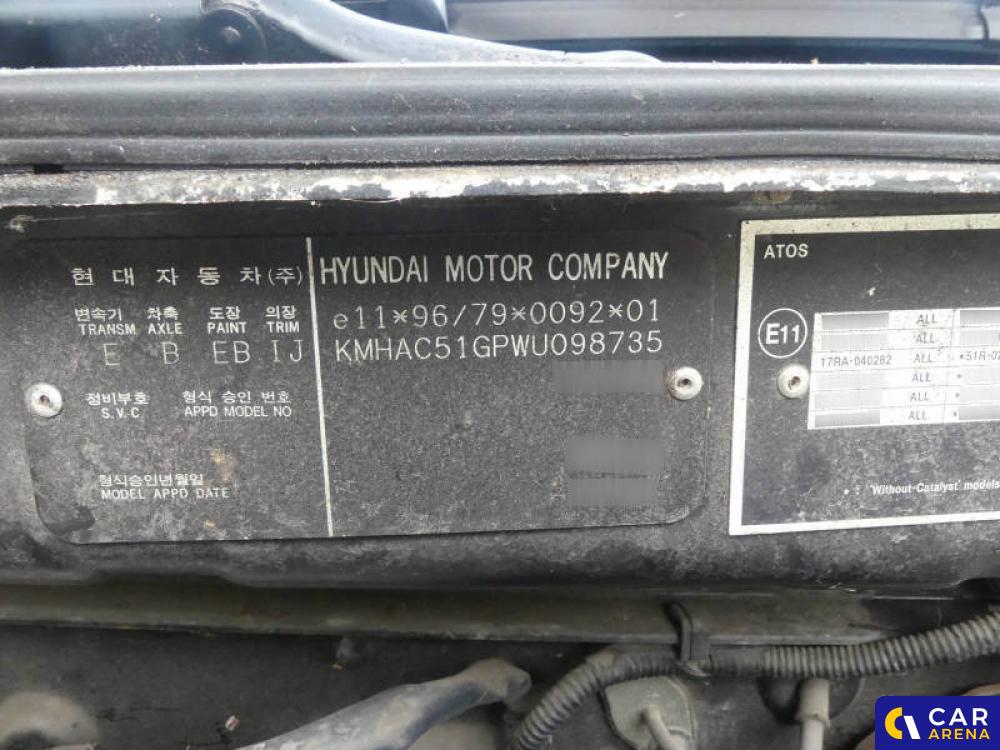 현대자동차(주)
변속기 차축 도장 의장
TRANSM AXLE PAINT TRIM
E B EB IJ
정비부호 형식 승인 번호
S.V.C APPD MODEL NO
형식승인년월일
MODEL APPD DATE
HYUNDAI MOTOR COMPANY
e11*96/79*0092*01
KMHAC51GPWU098735
ATOS
E11
ALL
ALL
17RA-040282 ALL *51R-02
ALL *
ALL *
ALL *
* : 'Without-Catalyst' models
CAR
ARENA